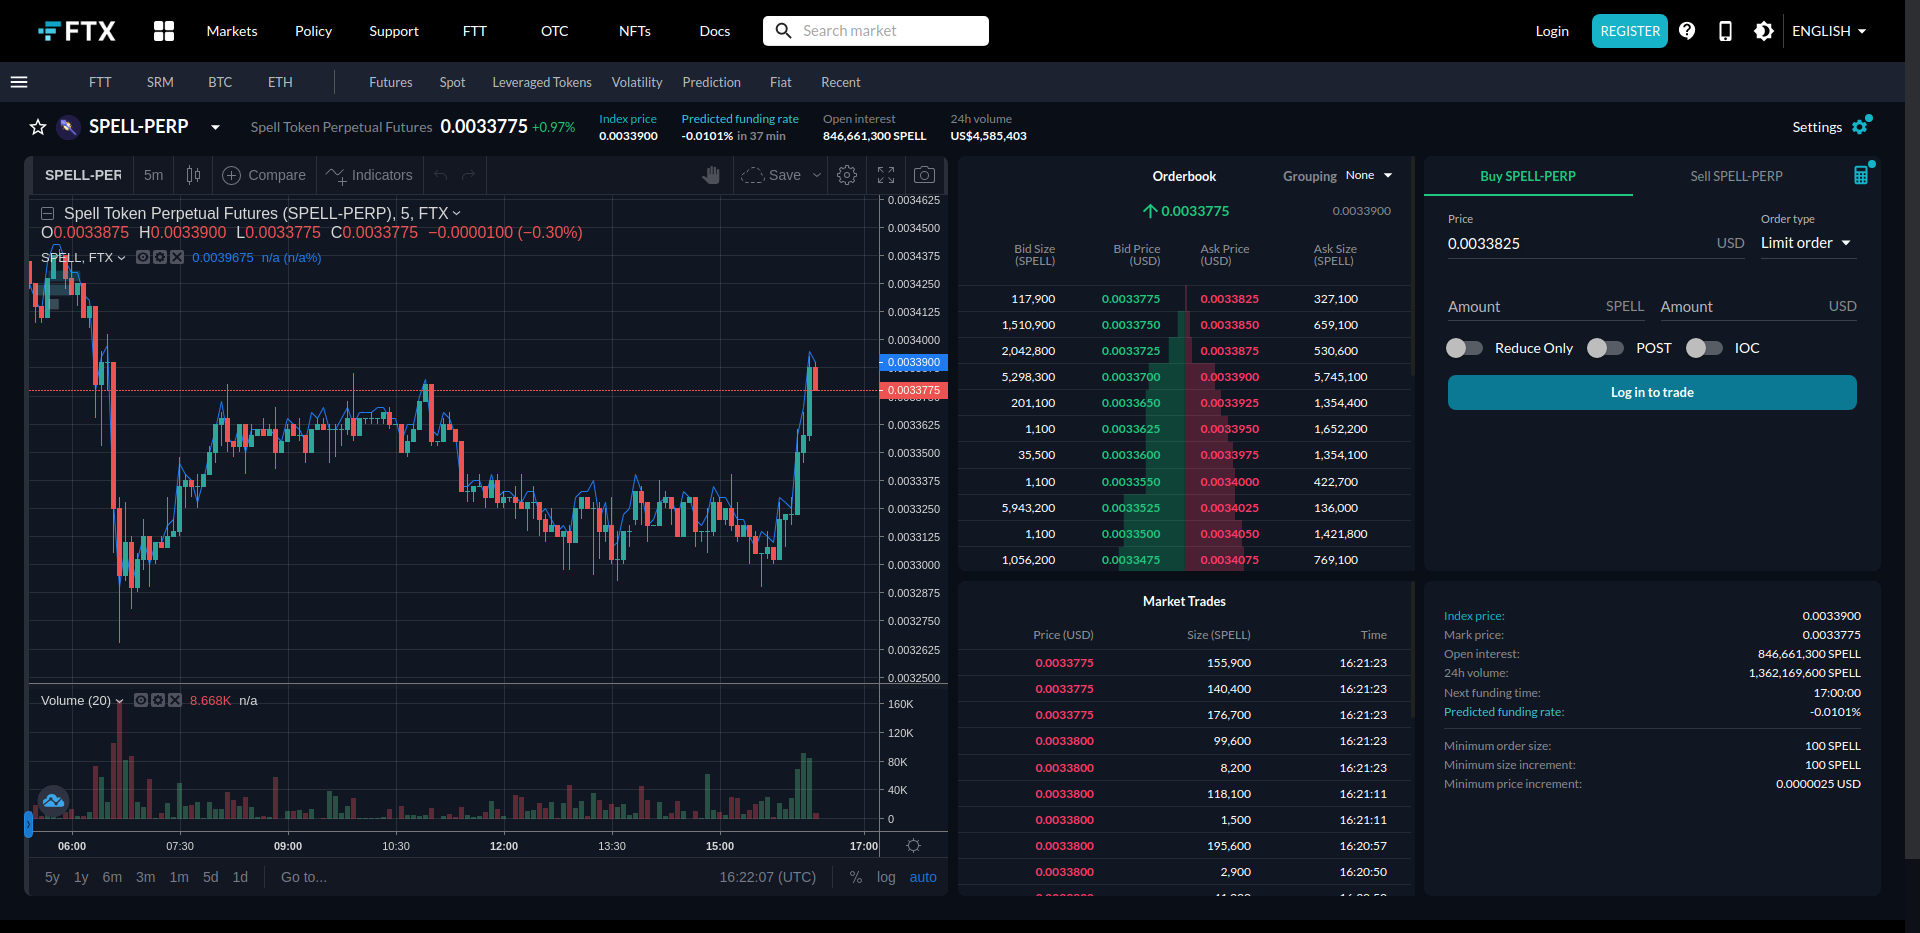 FTX Markets Policy Support FTT OTC NFTs Docs Search market Login REGISTER ENGLISH
FTT SRM BTC ETH Futures Spot Leveraged Tokens Volatility Prediction Fiat Recent
SPELL-PERP Spell Token Perpetual Futures 0.0033775 +0.97%
Index price
0.0033900
Predicted funding rate
-0.0101% in 37 min
Open interest
846,661,300 SPELL
24h volume
US$4,585,403
Settings
SPELL-PER 5m Compare Indicators Save
Spell Token Perpetual Futures (SPELL-PERP), 5, FTX
O0.0033875 H0.0033900 L0.0033775 C0.0033775 −0.0000100 (−0.30%)
SPELL, FTX 0.0039675 n/a (n/a%)
0.0034625
0.0034500
0.0034375
0.0034250
0.0034125
0.0034000
0.0033900
0.0033775
0.0033625
0.0033500
0.0033375
0.0033250
0.0033125
0.0033000
0.0032875
0.0032750
0.0032625
0.0032500
Volume (20) 8.668K n/a
160K
120K
80K
40K
0
06:00 07:30 09:00 10:30 12:00 13:30 15:00 17:00
5y 1y 6m 3m 1m 5d 1d Go to... 16:22:07 (UTC) % log auto
Orderbook Grouping None
0.0033775 0.0033900
Bid Size (SPELL) Bid Price (USD) Ask Price (USD) Ask Size (SPELL)
117,900 0.0033775 0.0033825 327,100
1,510,900 0.0033750 0.0033850 659,100
2,042,800 0.0033725 0.0033875 530,600
5,298,300 0.0033700 0.0033900 5,745,100
201,100 0.0033650 0.0033925 1,354,400
1,100 0.0033625 0.0033950 1,652,200
35,500 0.0033600 0.0033975 1,354,100
1,100 0.0033550 0.0034000 422,700
5,943,200 0.0033525 0.0034025 136,000
1,100 0.0033500 0.0034050 1,421,800
1,056,200 0.0033475 0.0034075 769,100
Market Trades
Price (USD) Size (SPELL) Time
0.0033775 155,900 16:21:23
0.0033775 140,400 16:21:23
0.0033775 176,700 16:21:23
0.0033800 99,600 16:21:23
0.0033800 8,200 16:21:23
0.0033800 118,100 16:21:11
0.0033800 1,500 16:21:11
0.0033800 195,600 16:20:57
0.0033800 2,900 16:20:50
Buy SPELL-PERP Sell SPELL-PERP
Price Order type
0.0033825 USD Limit order
Amount SPELL Amount USD
Reduce Only POST IOC
Log in to trade
Index price: 0.0033900
Mark price: 0.0033775
Open interest: 846,661,300 SPELL
24h volume: 1,362,169,600 SPELL
Next funding time: 17:00:00
Predicted funding rate: -0.0101%
Minimum order size: 100 SPELL
Minimum size increment: 100 SPELL
Minimum price increment: 0.0000025 USD